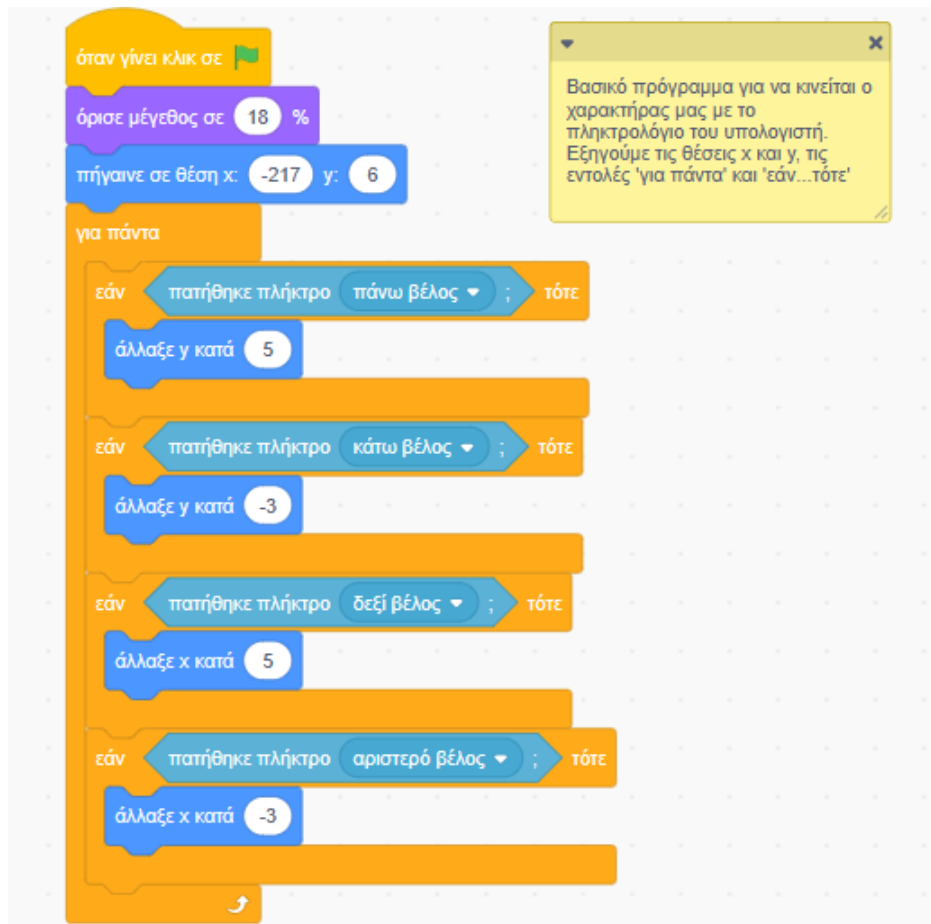 όταν γίνει κλικ σε
όρισε μέγεθος σε 18 %
πήγαινε σε θέση x: -217 y: 6
για πάντα
εάν πατήθηκε πλήκτρο πάνω βέλος ; τότε
άλλαξε y κατά 5
εάν πατήθηκε πλήκτρο κάτω βέλος ; τότε
άλλαξε y κατά -3
εάν πατήθηκε πλήκτρο δεξί βέλος ; τότε
άλλαξε x κατά 5
εάν πατήθηκε πλήκτρο αριστερό βέλος ; τότε
άλλαξε x κατά -3
Βασικό πρόγραμμα για να κινείται ο
χαρακτήρας μας με το
πληκτρολόγιο του υπολογιστή.
Εξηγούμε τις θέσεις x και y, τις
εντολές 'για πάντα' και 'εάν...τότε'